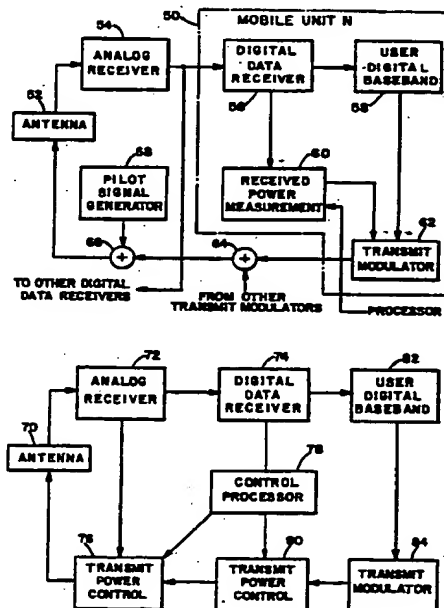 50
MOBILE UNIT N
54
ANALOG
RECEIVER
DIGITAL
DATA
RECEIVER
56
USER
DIGITAL
BASEBAND
58
52
ANTENNA
68
PILOT
SIGNAL
GENERATOR
60
RECEIVED
POWER
MEASUREMENT
66
+
64
+
62
TRANSMIT
MODULATOR
TO OTHER DIGITAL
DATA RECEIVERS
FROM OTHER
TRANSMIT MODULATORS
PROCESSOR
72
ANALOG
RECEIVER
74
DIGITAL
DATA
RECEIVER
82
USER
DIGITAL
BASEBAND
70
ANTENNA
78
CONTROL
PROCESSOR
76
TRANSMIT
POWER
CONTROL
80
TRANSMIT
POWER
CONTROL
84
TRANSMIT
MODULATOR